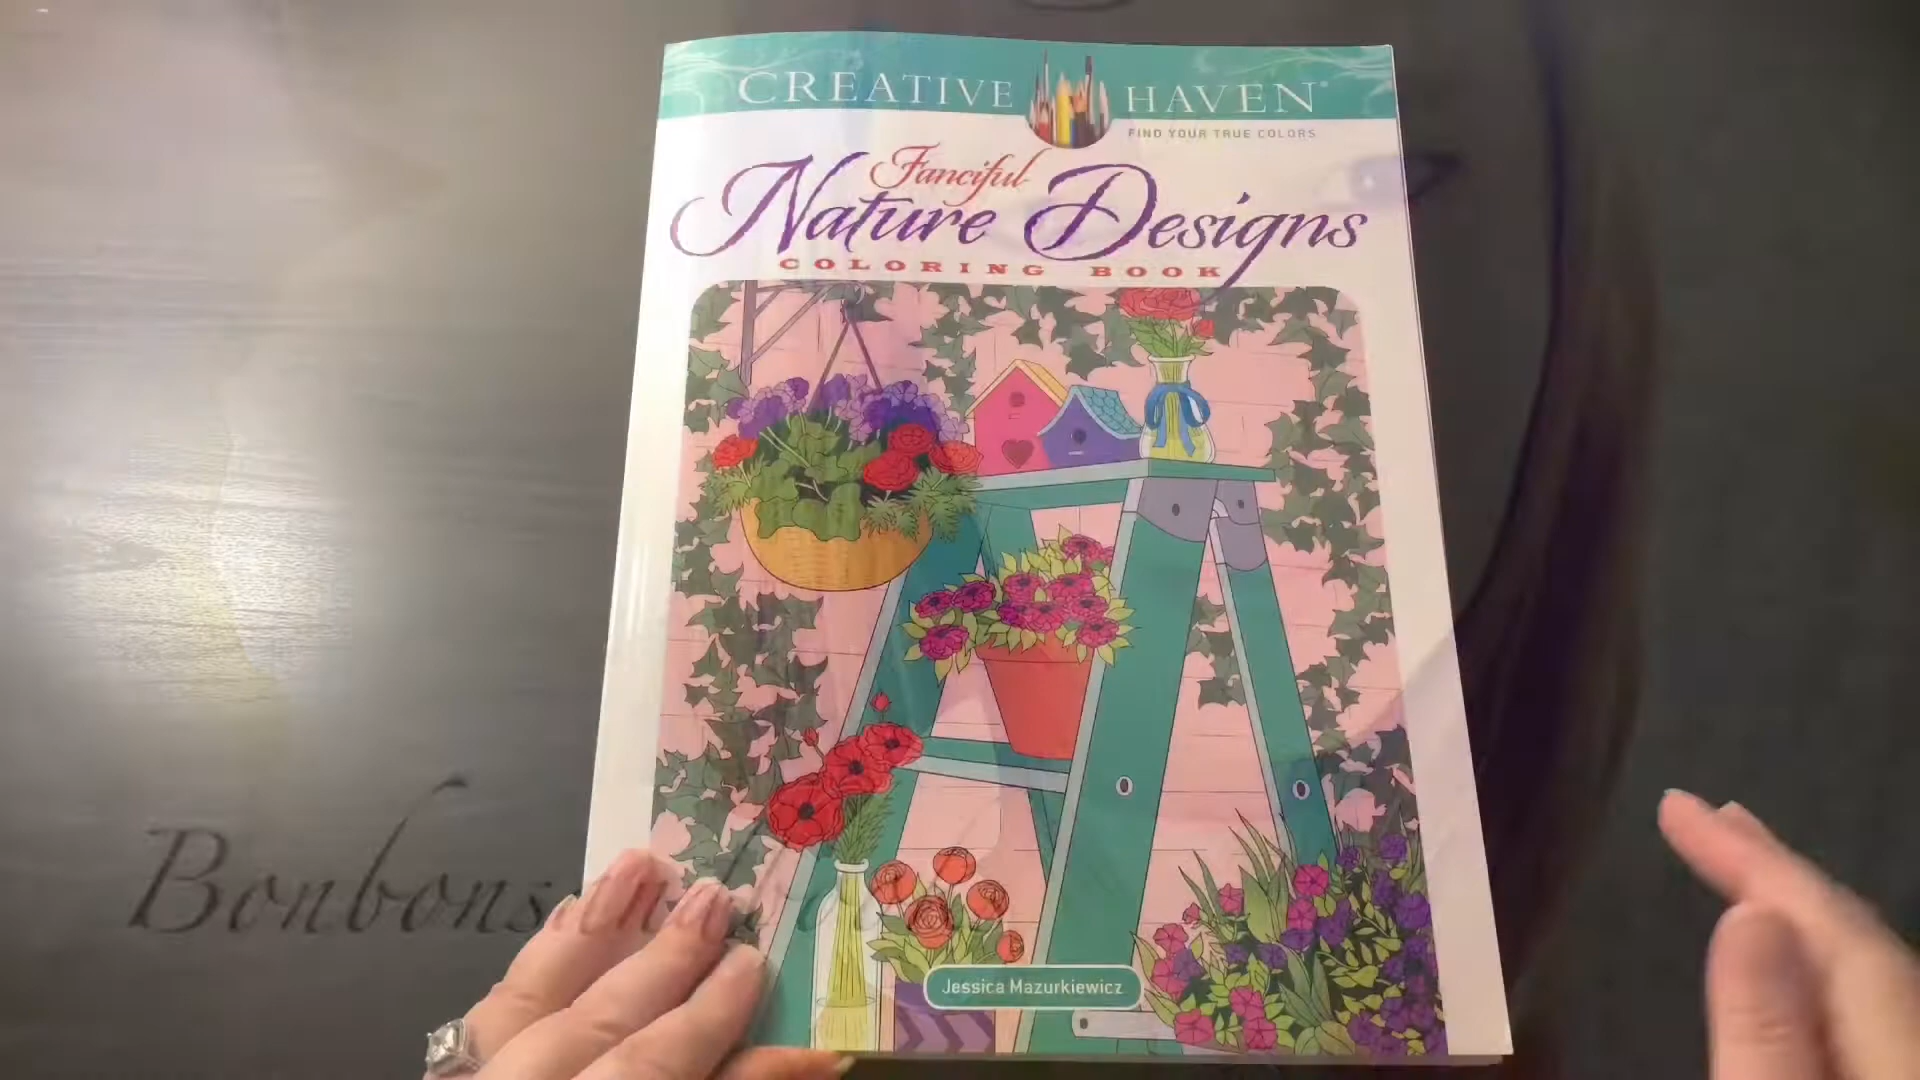 CREATIVE HAVEN®
FIND YOUR TRUE COLORS
Fanciful
Nature Designs
COLORING BOOK
Jessica Mazurkiewicz